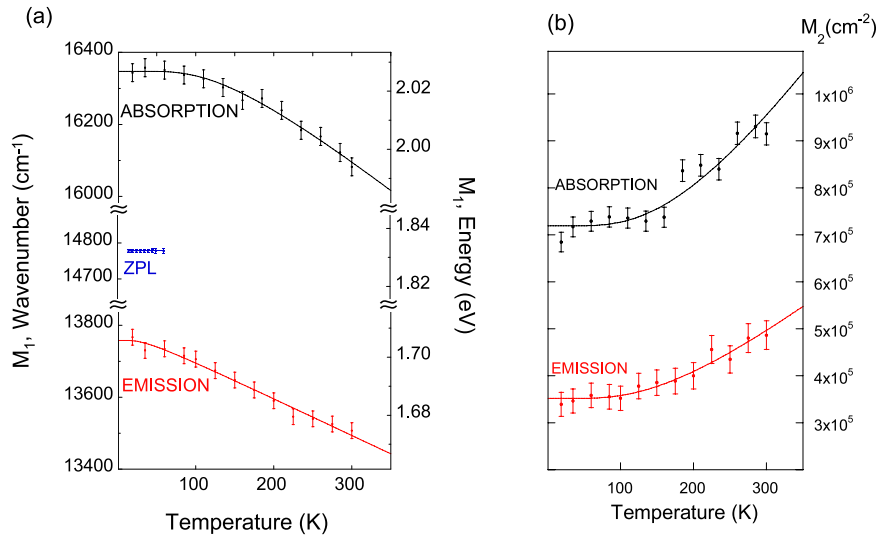 (a)
M₁, Wavenumber (cm⁻¹)
16400
16200
16000
14800
14700
13800
13600
13400
ABSORPTION
ZPL
EMISSION
2.02
2.00
1.84
1.82
1.70
1.68
M₁, Energy (eV)
100
200
300
Temperature (K)
(b)
M₂(cm⁻²)
ABSORPTION
EMISSION
1x10⁶
9x10⁵
8x10⁵
7x10⁵
6x10⁵
5x10⁵
4x10⁵
3x10⁵
0
100
200
300
Temperature (K)